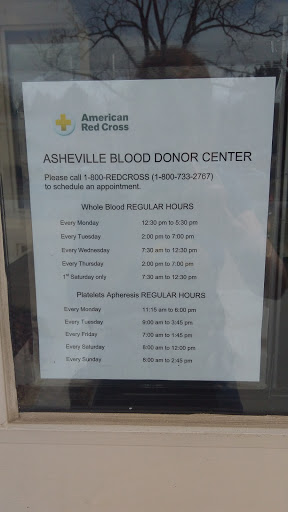 American
Red Cross
ASHEVILLE BLOOD DONOR CENTER
Please call 1-800-REDCROSS (1-800-733-2767)
to schedule an appointment.
Whole Blood REGULAR HOURS
Every Monday 12:30 pm to 5:30 pm
Every Tuesday 2:00 pm to 7:00 pm
Every Wednesday 7:30 am to 12:30 pm
Every Thursday 2:00 pm to 7:00 pm
1st Saturday only 7:30 am to 12:30 pm
Platelets Apheresis REGULAR HOURS
Every Monday 11:15 am to 6:00 pm
Every Tuesday 9:00 am to 3:45 pm
Every Friday 7:00 am to 1:45 pm
Every Saturday 8:00 am to 12:00 pm
Every Sunday 8:00 am to 2:45 pm